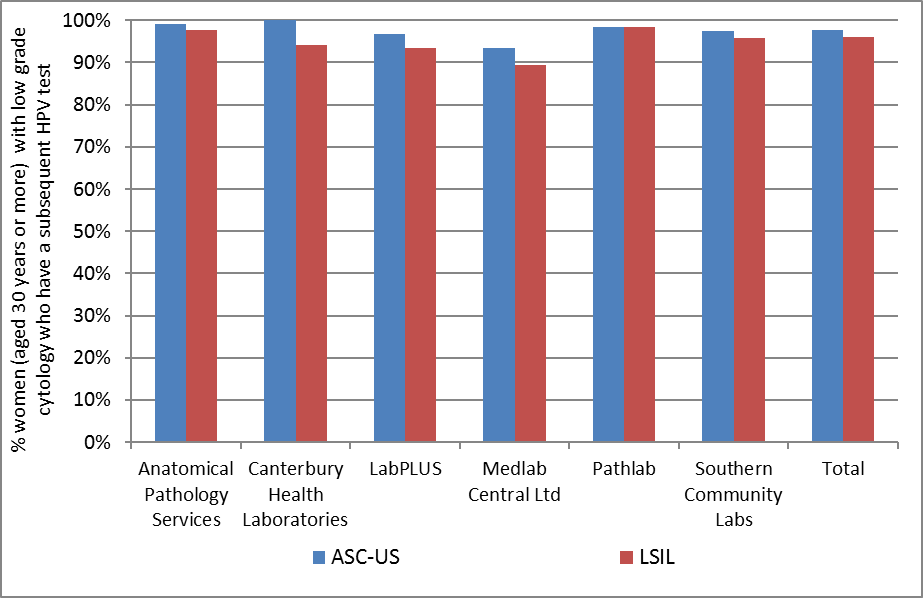 % women (aged 30 years or more)  with low grade
cytology who have a subsequent HPV test
100%
90%
80%
70%
60%
50%
40%
30%
20%
10%
0%
Anatomical
Pathology
Services
Canterbury
Health
Laboratories
LabPLUS
Medlab
Central Ltd
Pathlab
Southern
Community
Labs
Total
ASC-US
LSIL